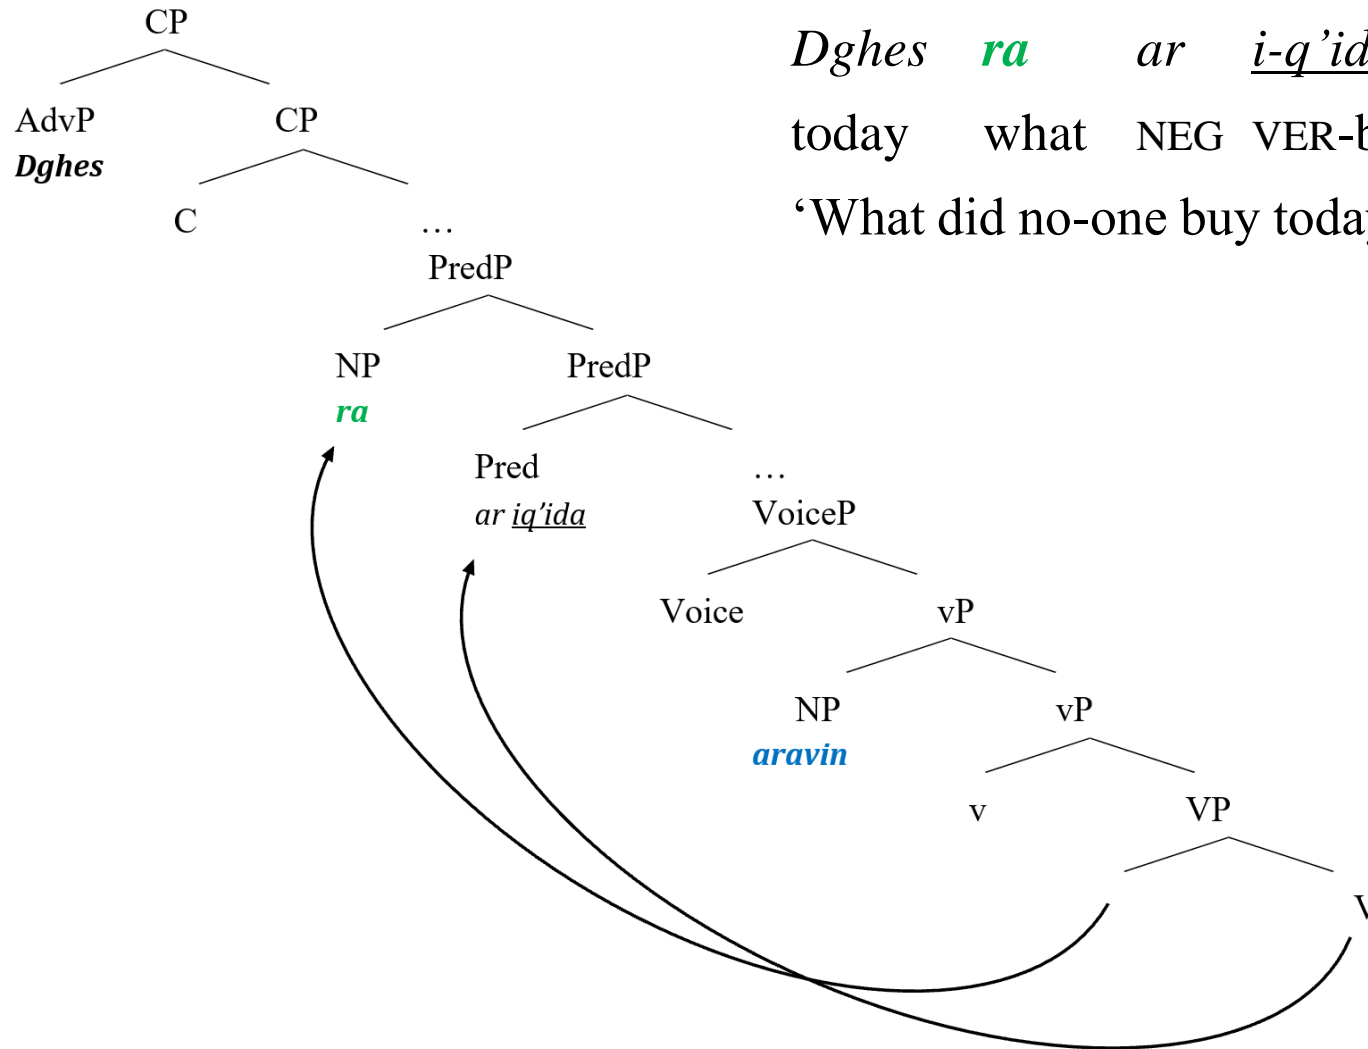 CP
Dghes ra ar i-q’id
AdvP CP today what NEG VER-b
Dghes
C … ‘What did no-one buy today
PredP
NP PredP
ra
Pred …
ar iq’ida VoiceP
Voice vP
NP vP
aravin
v VP
V